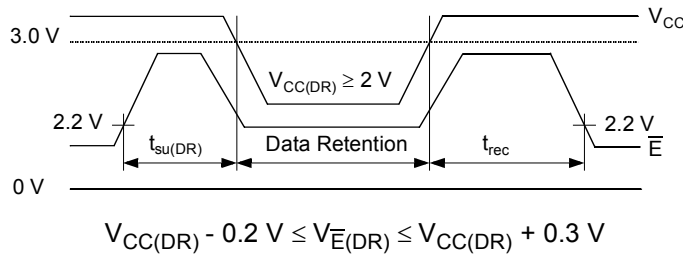 V_CC
3.0 V
V_CC(DR) ≥ 2 V
2.2 V
2.2 V
t_su(DR)
Data Retention
t_rec
E̅
0 V
V_CC(DR) - 0.2 V ≤ V_E̅(DR) ≤ V_CC(DR) + 0.3 V